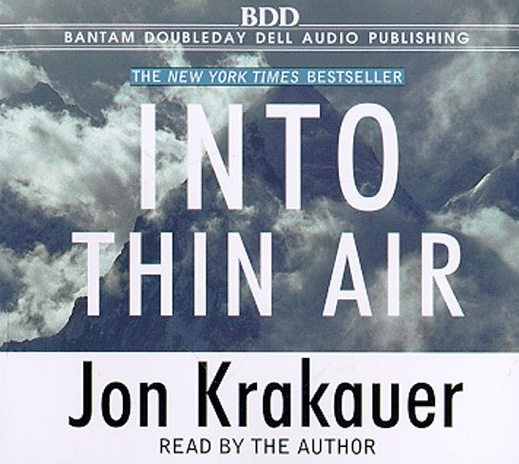 BDD
BANTAM DOUBLEDAY DELL AUDIO PUBLISHING
THE NEW YORK TIMES BESTSELLER
INTO
THIN AIR
Jon Krakauer
READ BY THE AUTHOR